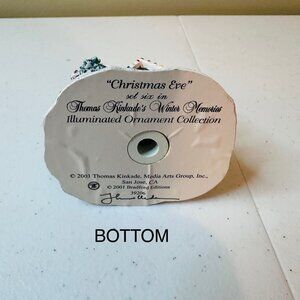 "Christmas Eve"
set six in
Thomas Kinkade's Winter Memories
Illuminated Ornament Collection
© 2001 Thomas Kinkade, Media Arts Group, Inc.,
San Jose, CA
© 2001 Bradford Editions
BOTTOM